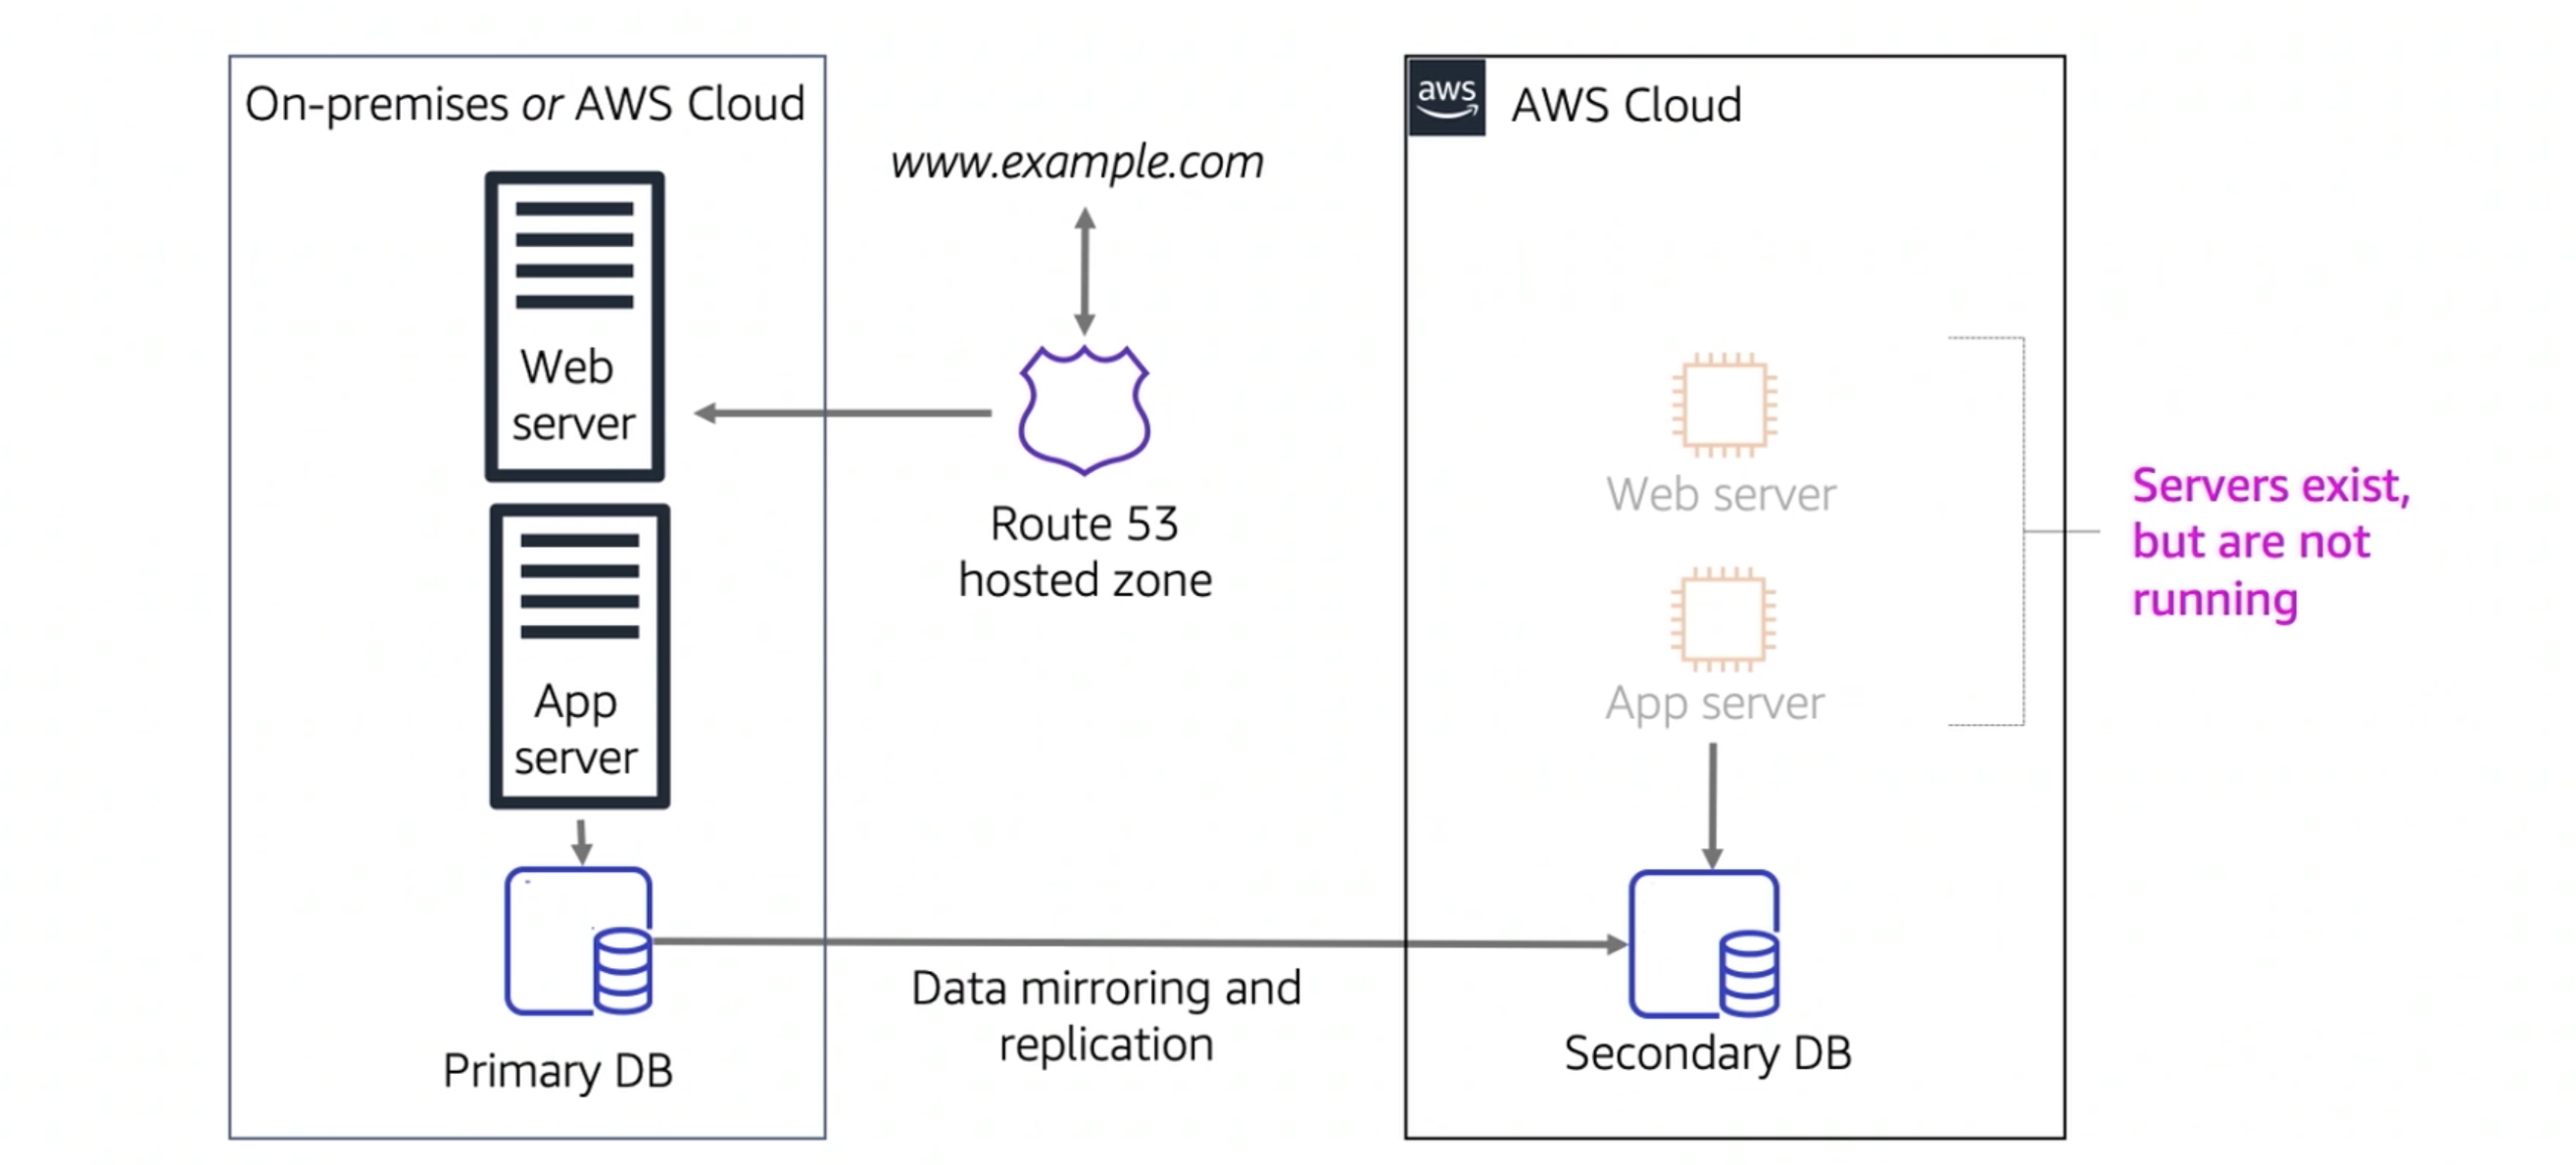 On-premises or AWS Cloud
Web
server
App
server
Primary DB
www.example.com
Route 53
hosted zone
Data mirroring and
replication
aws
AWS Cloud
Web server
App server
Secondary DB
Servers exist,
but are not
running